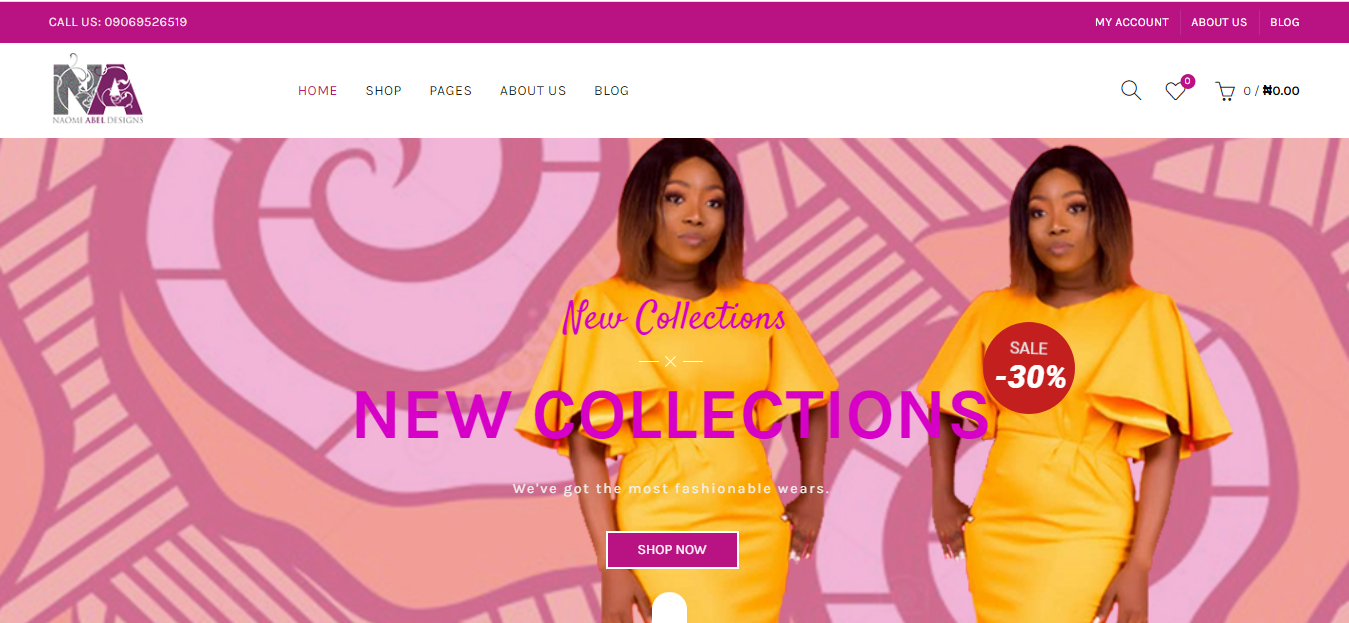 CALL US: 09069526519
MY ACCOUNT
ABOUT US
BLOG
NA
NAOMI ABEL DESIGNS
HOME
SHOP
PAGES
ABOUT US
BLOG
0
0 / ₦0.00
New Collections
SALE
-30%
NEW COLLECTIONS
We've got the most fashionable wears.
SHOP NOW